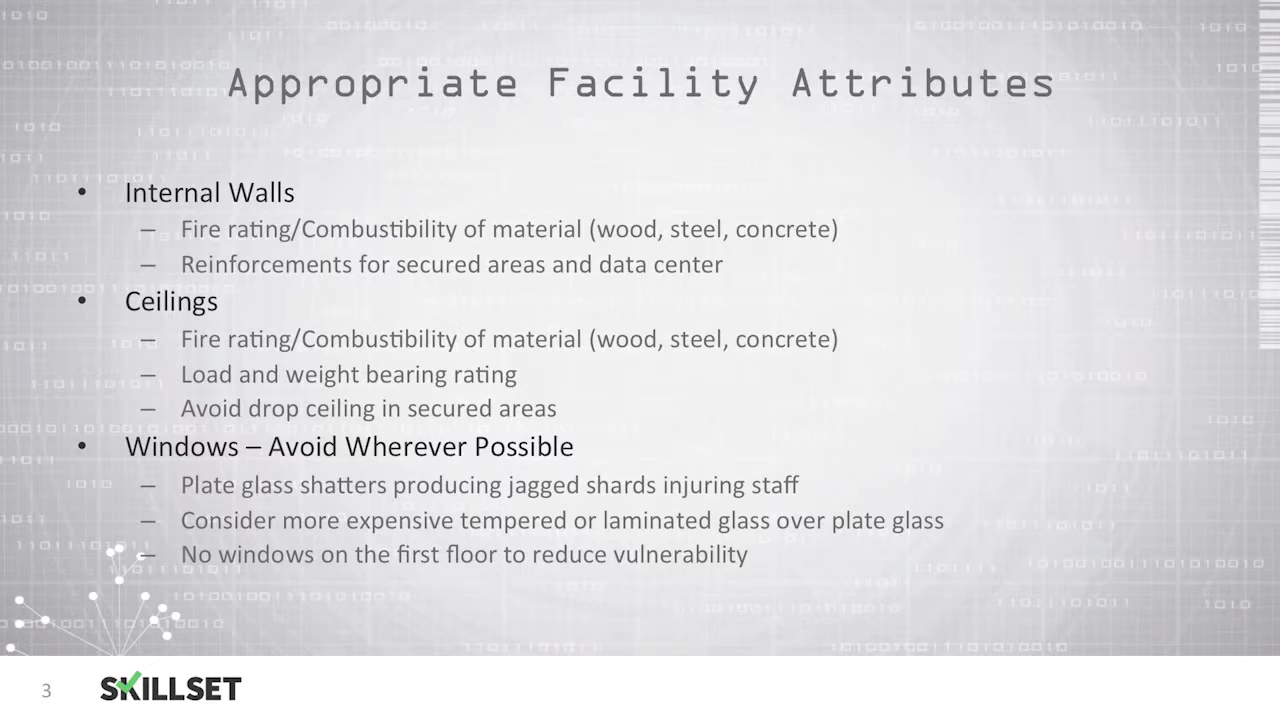 Appropriate Facility Attributes
• Internal Walls
– Fire rating/Combustibility of material (wood, steel, concrete)
– Reinforcements for secured areas and data center
• Ceilings
– Fire rating/Combustibility of material (wood, steel, concrete)
– Load and weight bearing rating
– Avoid drop ceiling in secured areas
• Windows – Avoid Wherever Possible
– Plate glass shatters producing jagged shards injuring staff
– Consider more expensive tempered or laminated glass over plate glass
– No windows on the first floor to reduce vulnerability
3
SKILLSET